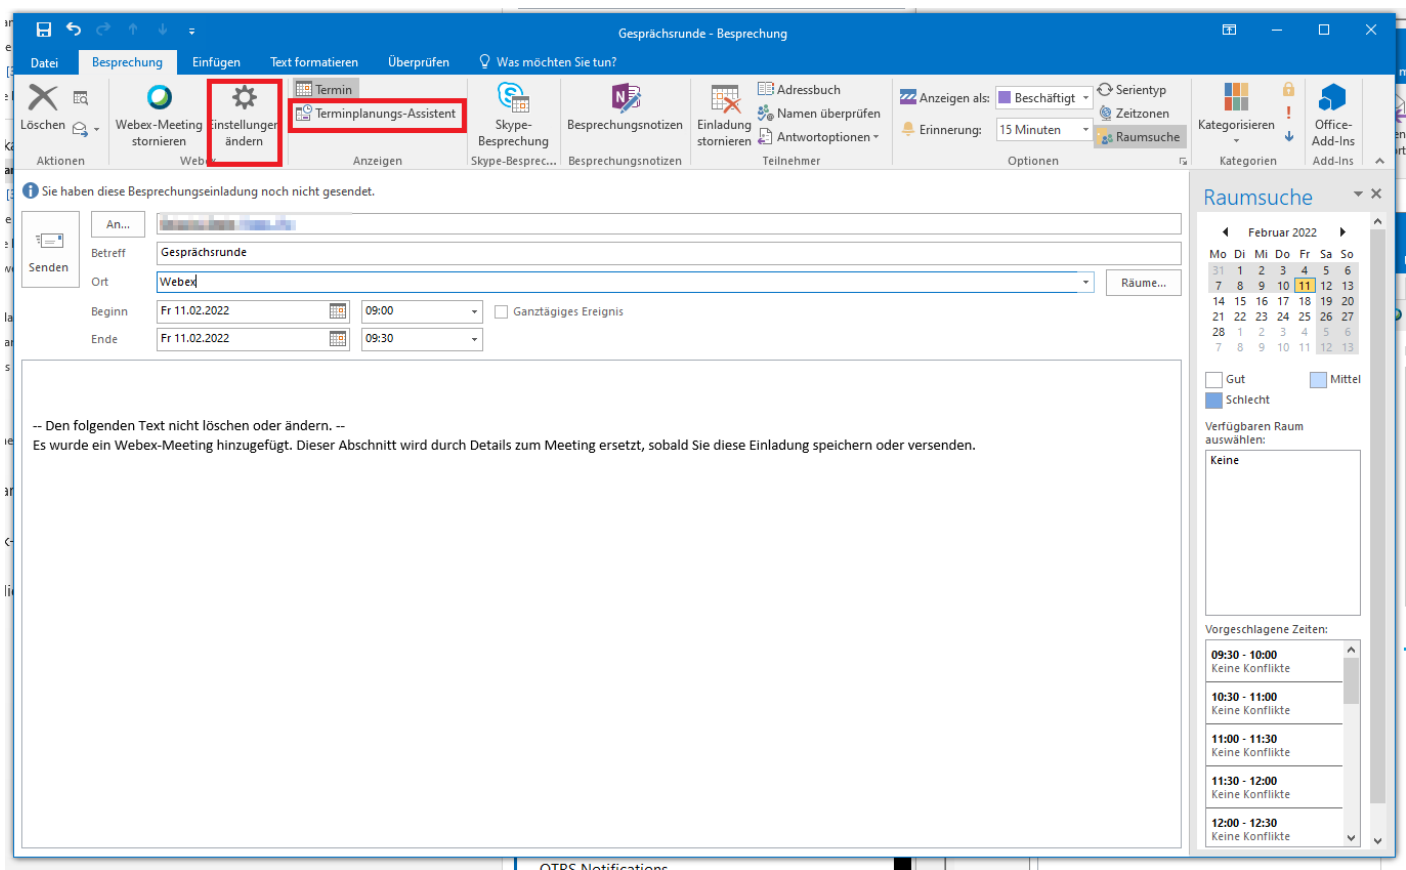 Gesprächsrunde - Besprechung
Datei Besprechung Einfügen Text formatieren Überprüfen Was möchten Sie tun?
Löschen
Aktionen
Webex-Meeting stornieren
Einstellungen ändern
Webex
Termin
Terminplanungs-Assistent
Anzeigen
Skype-
Besprechung
Skype-Besprec...
Besprechungsnotizen
Besprechungsnotizen
Einladung
stornieren
Adressbuch
Namen überprüfen
Antwortoptionen
Teilnehmer
Anzeigen als: Beschäftigt
Erinnerung: 15 Minuten
Serientyp
Zeitzonen
Raumsuche
Optionen
Kategorisieren
Kategorien
Office-
Add-Ins
Add-Ins
Sie haben diese Besprechungseinladung noch nicht gesendet.
Senden
An...
Betreff Gesprächsrunde
Ort Webex Räume...
Beginn Fr 11.02.2022 09:00 Ganztägiges Ereignis
Ende Fr 11.02.2022 09:30
-- Den folgenden Text nicht löschen oder ändern. --
Es wurde ein Webex-Meeting hinzugefügt. Dieser Abschnitt wird durch Details zum Meeting ersetzt, sobald Sie diese Einladung speichern oder versenden.
Raumsuche
Februar 2022
Mo Di Mi Do Fr Sa So
31 1 2 3 4 5 6
7 8 9 10 11 12 13
14 15 16 17 18 19 20
21 22 23 24 25 26 27
28 1 2 3 4 5 6
7 8 9 10 11 12 13
Gut Mittel
Schlecht
Verfügbaren Raum
auswählen:
Keine
Vorgeschlagene Zeiten:
09:30 - 10:00
Keine Konflikte
10:30 - 11:00
Keine Konflikte
11:00 - 11:30
Keine Konflikte
11:30 - 12:00
Keine Konflikte
12:00 - 12:30
Keine Konflikte
OTRS Notifications